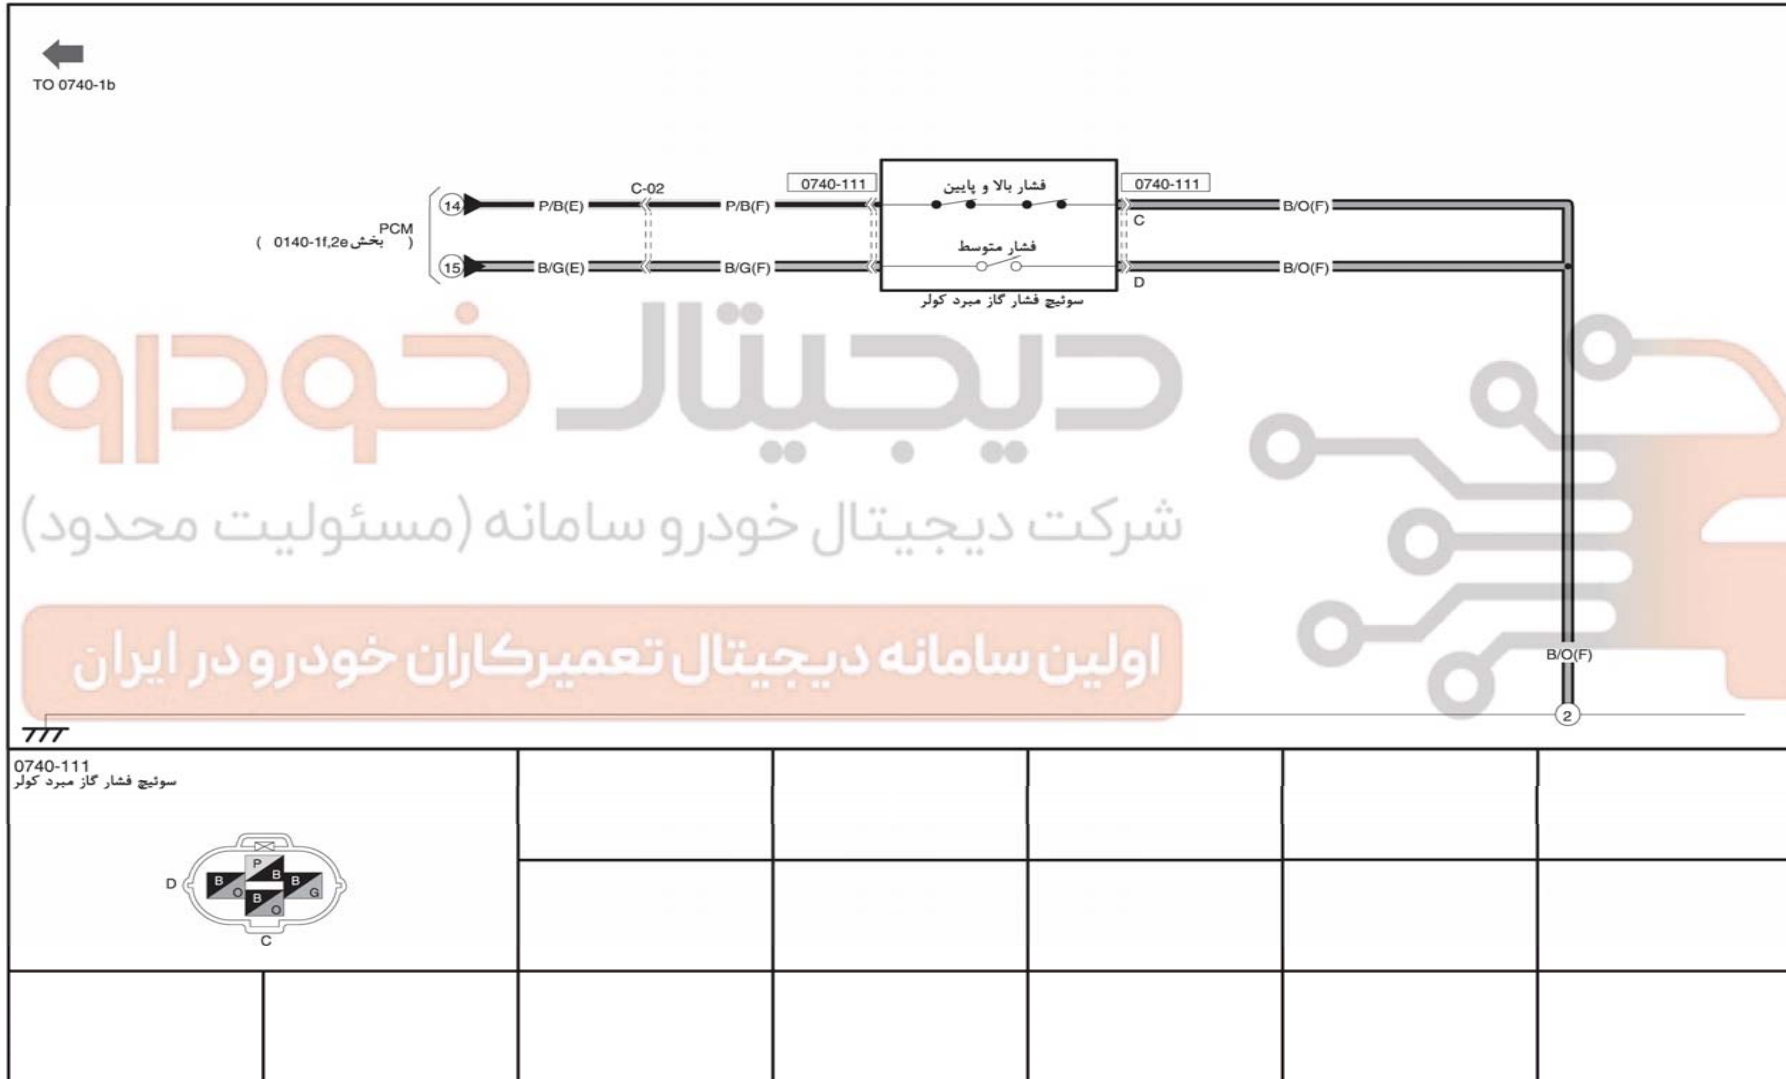 TO 0740-1b
C-02
0740-111
فشار بالا و پایین
0740-111
14
P/B(E)
P/B(F)
B/O(F)
C
PCM
( بخش 0140-1f,2e )
فشار متوسط
15
B/G(E)
B/G(F)
B/O(F)
D
سوئیچ فشار گاز مبرد کولر
دیجیتال خودرو
شرکت دیجیتال خودرو سامانه (مسئولیت محدود)
اولین سامانه دیجیتال تعمیرکاران خودرو در ایران
B/O(F)
2
0740-111
سوئیچ فشار گاز مبرد کولر
P
B
D
B
O
B
G
B
O
C